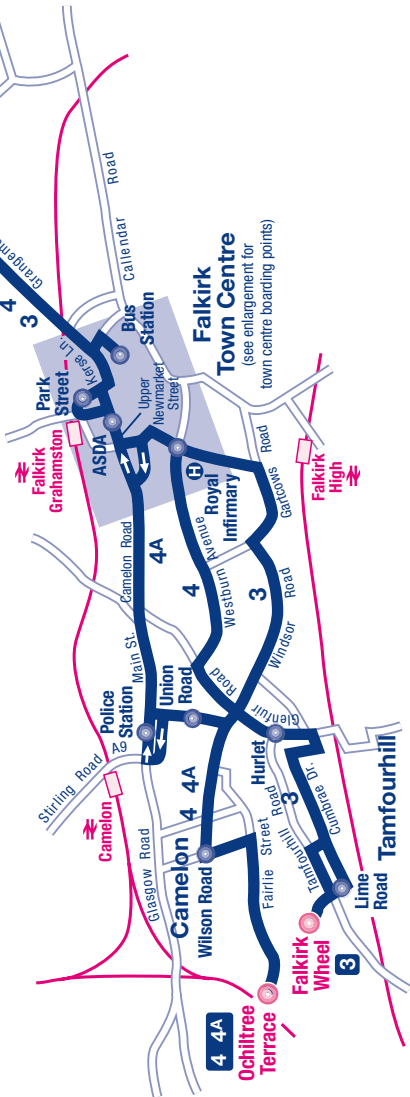 Grangem
4
3
Callendar
Road
Bus
Station
Kerse Ln.
Park
Street
ASDA
Upper
Newmarket
Street
Falkirk
Town Centre
(see enlargement for
town centre boarding points)
Falkirk
Grahamston
H
Royal
Infirmary
Gartcows
Road
Falkirk
High
Camelon Road
4A
Main St.
4
Westburn
Avenue
3
Windsor
Road
Police
Station
Union
Road
A9
Stirling Road
Camelon
Glasgow Road
4
4A
Road
Glenfuir
Hurlet
Camelon
Wilson Road
Fairlie
Street
Tamfourhill
Road
3
Cumbrae Dr.
Tamfourhill
Lime
Road
Falkirk
Wheel
3
4 4A
Ochiltree
Terrace